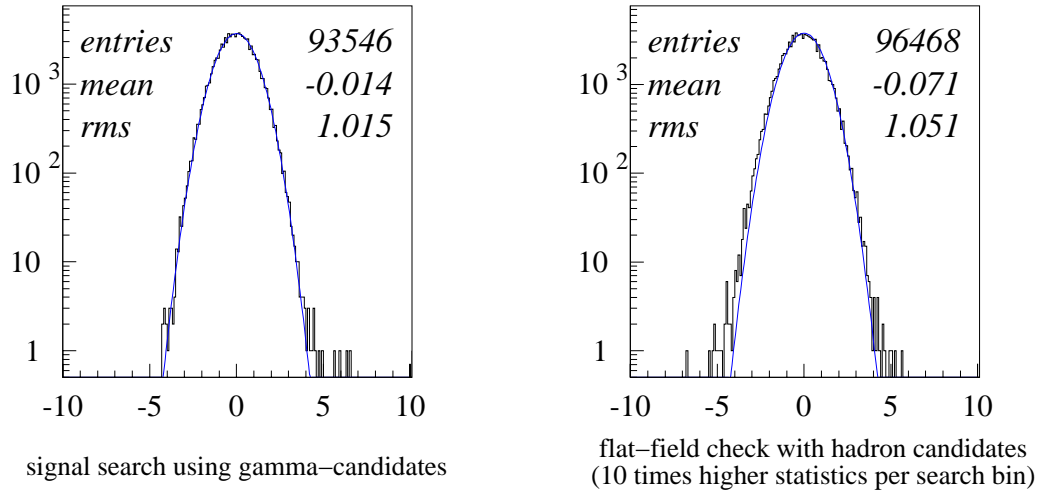 entries 93546
mean -0.014
rms 1.015
10 3
10 2
10
1
-10 -5 0 5 10
signal search using gamma−candidates
entries 96468
mean -0.071
rms 1.051
10 3
10 2
10
1
-10 -5 0 5 10
flat−field check with hadron candidates
(10 times higher statistics per search bin)